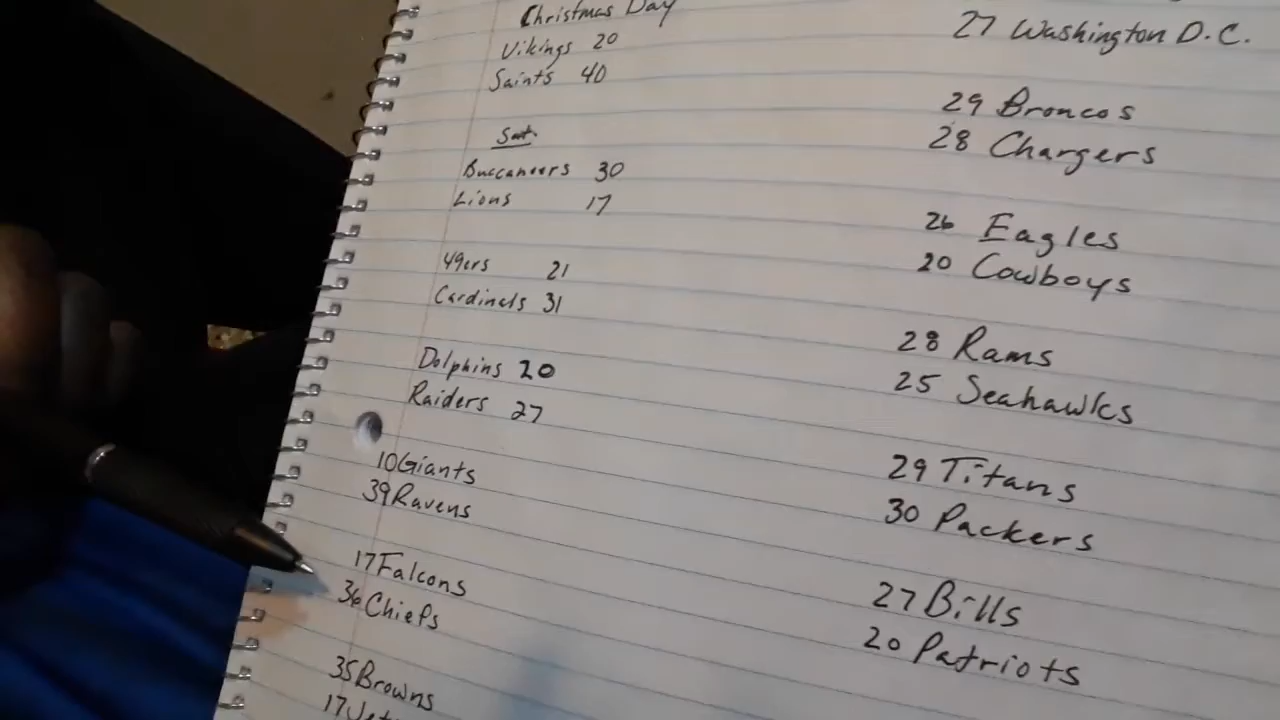 Christmas Day
Vikings 20
Saints 40
Sat.
Buccaneers 30
Lions 17
49ers 21
Cardinals 31
Dolphins 20
Raiders 27
10 Giants
39 Ravens
17 Falcons
36 Chiefs
35 Browns
17 Jets
27 Washington D.C.
29 Broncos
28 Chargers
26 Eagles
20 Cowboys
28 Rams
25 Seahawks
29 Titans
30 Packers
27 Bills
20 Patriots